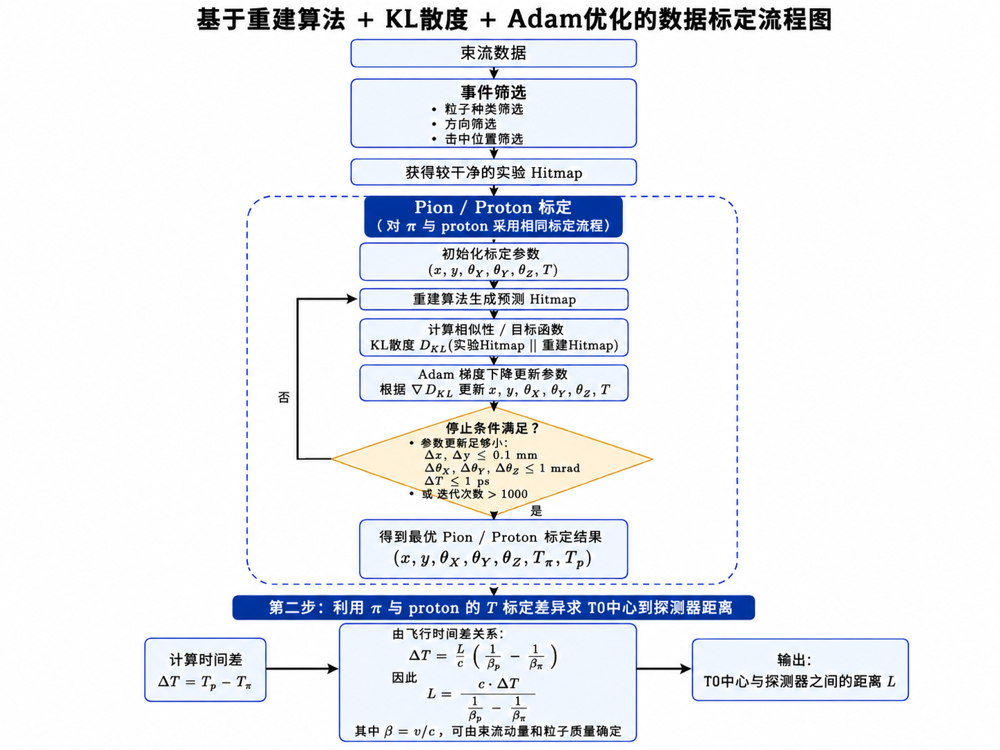 基于重建算法 + KL散度 + Adam优化的数据标定流程图
束流数据
事件筛选
• 粒子种类筛选
• 方向筛选
• 击中位置筛选
获得较干净的实验 Hitmap
Pion / Proton 标定
(对 π 与 proton 采用相同标定流程)
初始化标定参数
(x, y, θ_X, θ_Y, θ_Z, T)
重建算法生成预测 Hitmap
计算相似性 / 目标函数
KL散度 D_{KL}(实验Hitmap || 重建Hitmap)
Adam 梯度下降更新参数
根据 ∇D_{KL} 更新 x, y, θ_X, θ_Y, θ_Z, T
否
停止条件满足？
• 参数更新足够小:
Δx, Δy ≤ 0.1 mm
Δθ_X, Δθ_Y, Δθ_Z ≤ 1 mrad
ΔT ≤ 1 ps
• 或 迭代次数 > 1000
是
得到最优 Pion / Proton 标定结果
(x, y, θ_X, θ_Y, θ_Z, T_π, T_p)
第二步: 利用 π 与 proton 的 T 标定差异求 T0中心到探测器距离
计算时间差
ΔT = T_p − T_π
由飞行时间差关系:
ΔT = \frac{L}{c} ( \frac{1}{β_p} − \frac{1}{β_π} )
因此
L = \frac{c · ΔT}{\frac{1}{β_p} − \frac{1}{β_π}}
其中 β = v/c , 可由束流动量和粒子质量确定
输出:
T0中心与探测器之间的距离 L